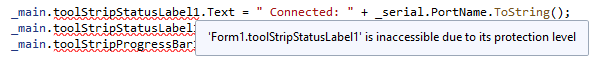 _main.toolStripStatusLabel1.Text = " Connected: " + _serial.PortName.ToString();
_main.toolStripStatusLabel
'Form1.toolStripStatusLabel1' is inaccessible due to its protection level
_main.toolStripProgressBar